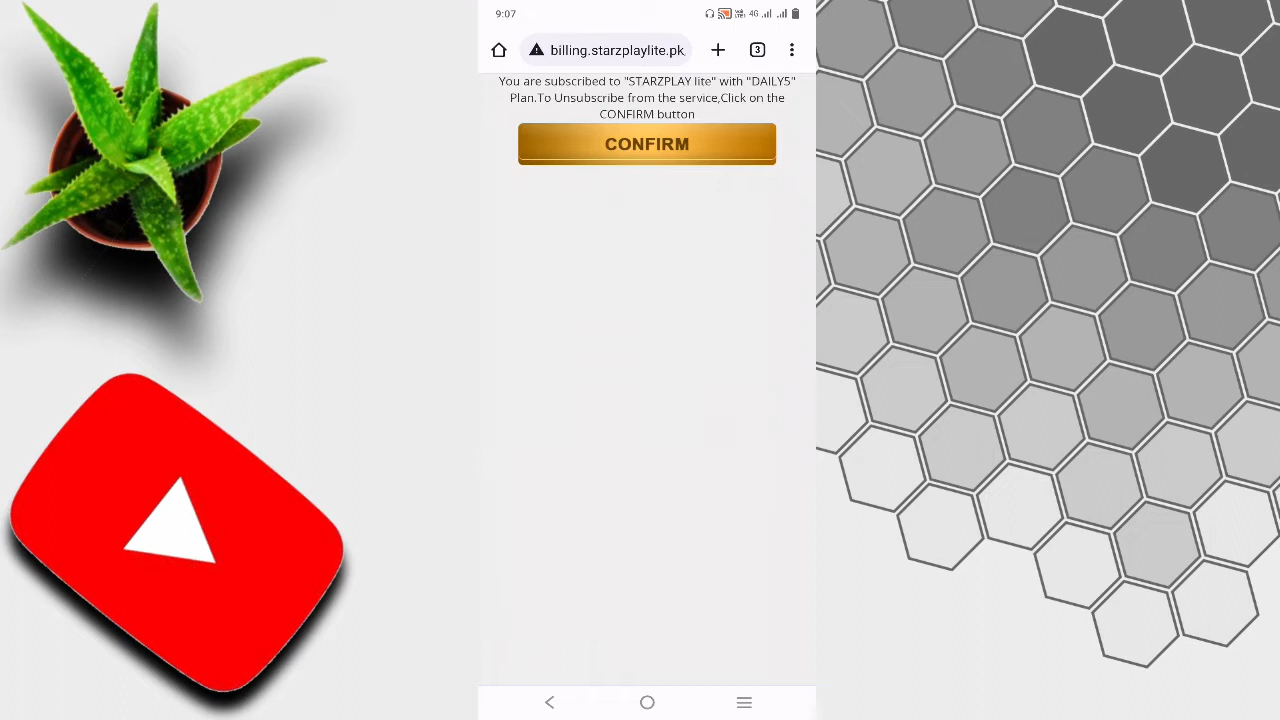 9:07
4G
billing.starzplaylite.pk
3
You are subscribed to "STARZPLAY lite" with "DAILY5"
Plan.To Unsubscribe from the service,Click on the
CONFIRM button
CONFIRM